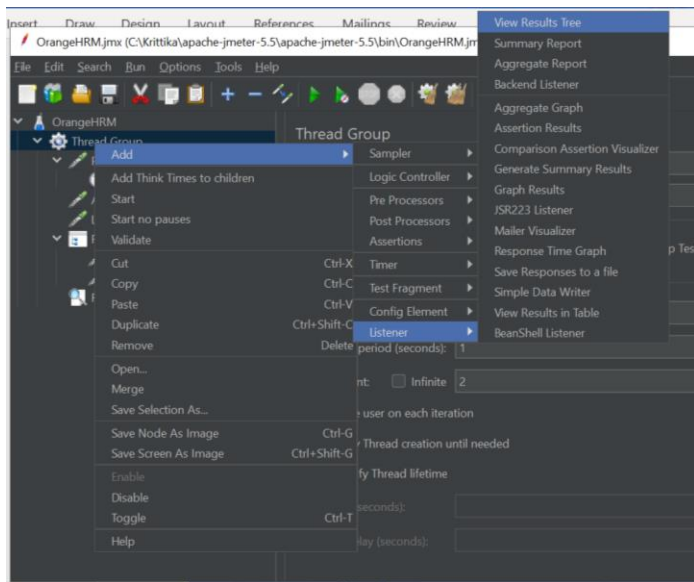 Insert Draw Design Layout References Mailings Review
OrangeHRM.jmx (C:\Krittika\apache-jmeter-5.5\apache-jmeter-5.5\bin\OrangeHRM.jm
File Edit Search Run Options Tools Help
OrangeHRM
Thread Group
Thread Group
Add
Add Think Times to children
Start
Start no pauses
Validate
Cut Ctrl-X
Copy Ctrl-C
Paste Ctrl-V
Duplicate Ctrl+Shift-C
Remove Delete
Open...
Merge
Save Selection As...
Save Node As Image Ctrl-G
Save Screen As Image Ctrl+Shift-G
Enable
Disable
Toggle Ctrl-T
Help
Sampler
Logic Controller
Pre Processors
Post Processors
Assertions
Timer
Test Fragment
Config Element
Listener
View Results Tree
Summary Report
Aggregate Report
Backend Listener
Aggregate Graph
Assertion Results
Comparison Assertion Visualizer
Generate Summary Results
Graph Results
JSR223 Listener
Mailer Visualizer
Response Time Graph
Save Responses to a file
Simple Data Writer
View Results in Table
BeanShell Listener
p Tes
period (seconds): 1
nt: Infinite 2
user on each iteration
Thread creation until needed
fy Thread lifetime
seconds):
elay (seconds):